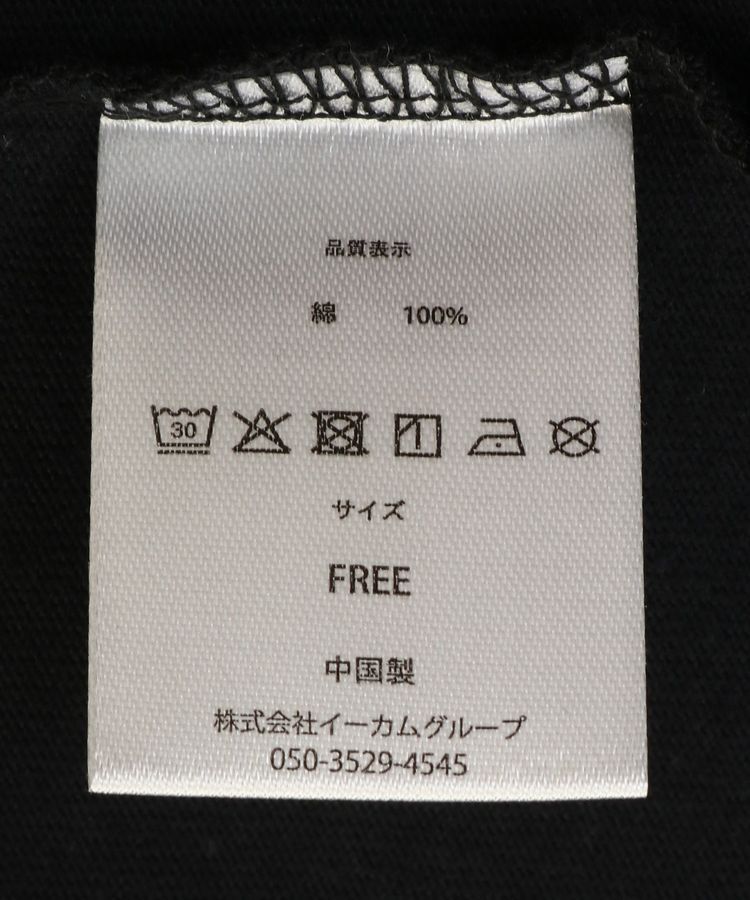 品質表示
綿 100%
30
サイズ
FREE
中国製
株式会社イーカムグループ
050-3529-4545